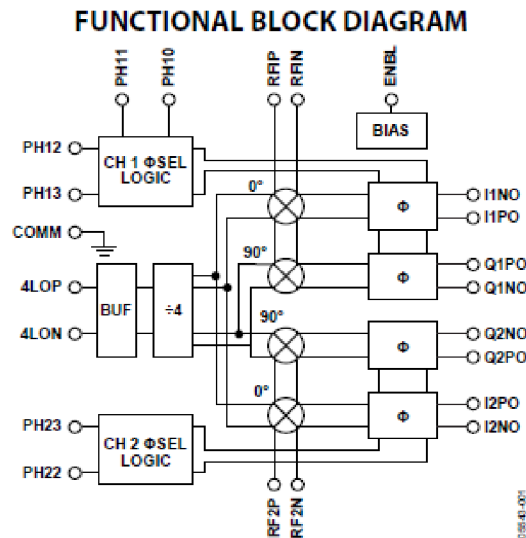 FUNCTIONAL BLOCK DIAGRAM
PH11
PH10
RFIP
RFIN
ENBL
BIAS
PH12
PH13
CH 1 ΦSEL
LOGIC
COMM
4LOP
4LON
BUF
÷4
0°
90°
90°
0°
Φ
Φ
Φ
Φ
I1NO
I1PO
Q1PO
Q1NO
Q2NO
Q2PO
I2PO
I2NO
PH23
PH22
CH 2 ΦSEL
LOGIC
RF2P
RF2N
05543-001